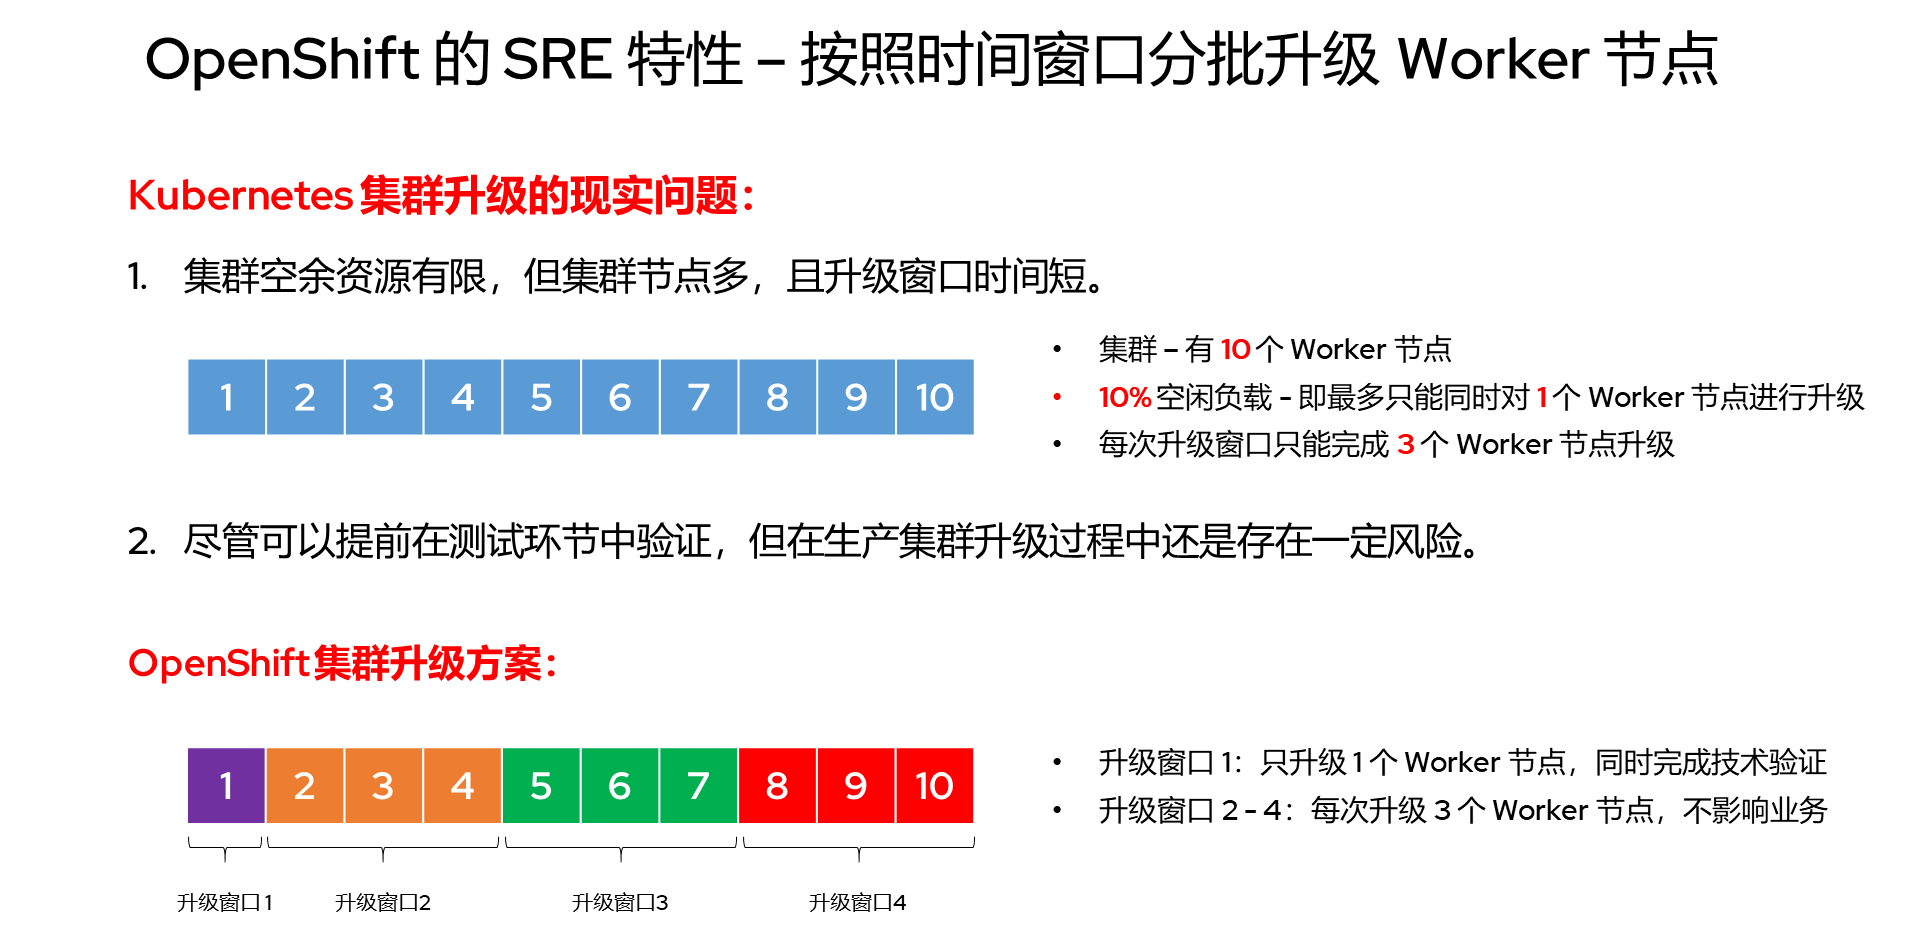 OpenShift 的 SRE 特性 – 按照时间窗口分批升级 Worker 节点
Kubernetes 集群升级的现实问题：
1. 集群空余资源有限，但集群节点多，且升级窗口时间短。
1 2 3 4 5 6 7 8 9 10
• 集群 – 有 10 个 Worker 节点
• 10% 空闲负载 - 即最多只能同时对 1 个 Worker 节点进行升级
• 每次升级窗口只能完成 3 个 Worker 节点升级
2. 尽管可以提前在测试环节中验证，但在生产集群升级过程中还是存在一定风险。
OpenShift 集群升级方案：
1 2 3 4 5 6 7 8 9 10
升级窗口 1 升级窗口2 升级窗口3 升级窗口4
• 升级窗口 1：只升级 1 个 Worker 节点，同时完成技术验证
• 升级窗口 2 - 4：每次升级 3 个 Worker 节点，不影响业务